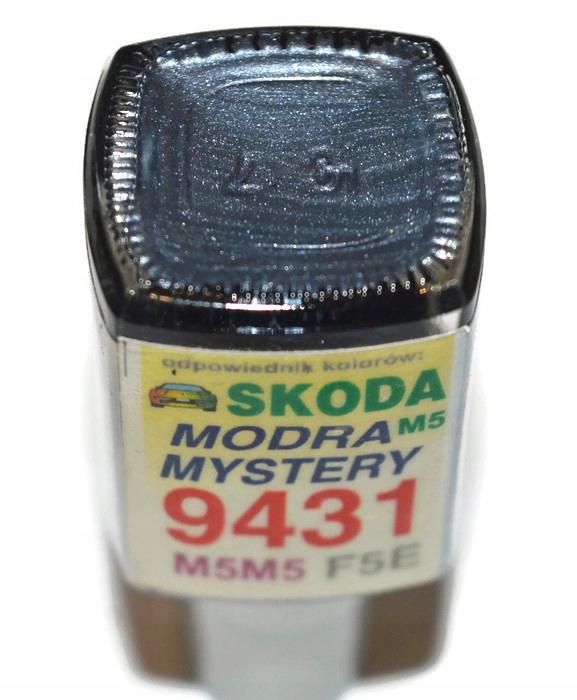 odpowiednik kolorów:
SKODA
MODRA M5
MYSTERY
9431
M5M5 F5E